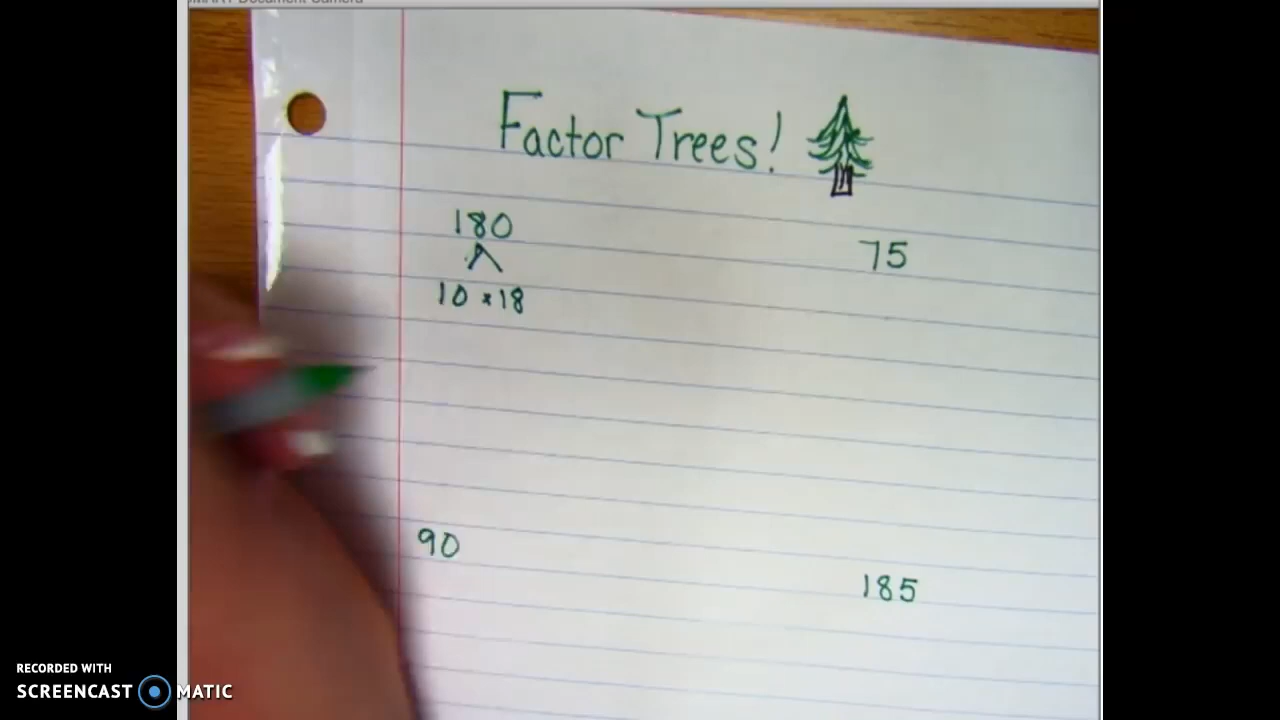 Factor Trees!
180
75
10 × 18
90
185
RECORDED WITH
SCREENCAST MATIC